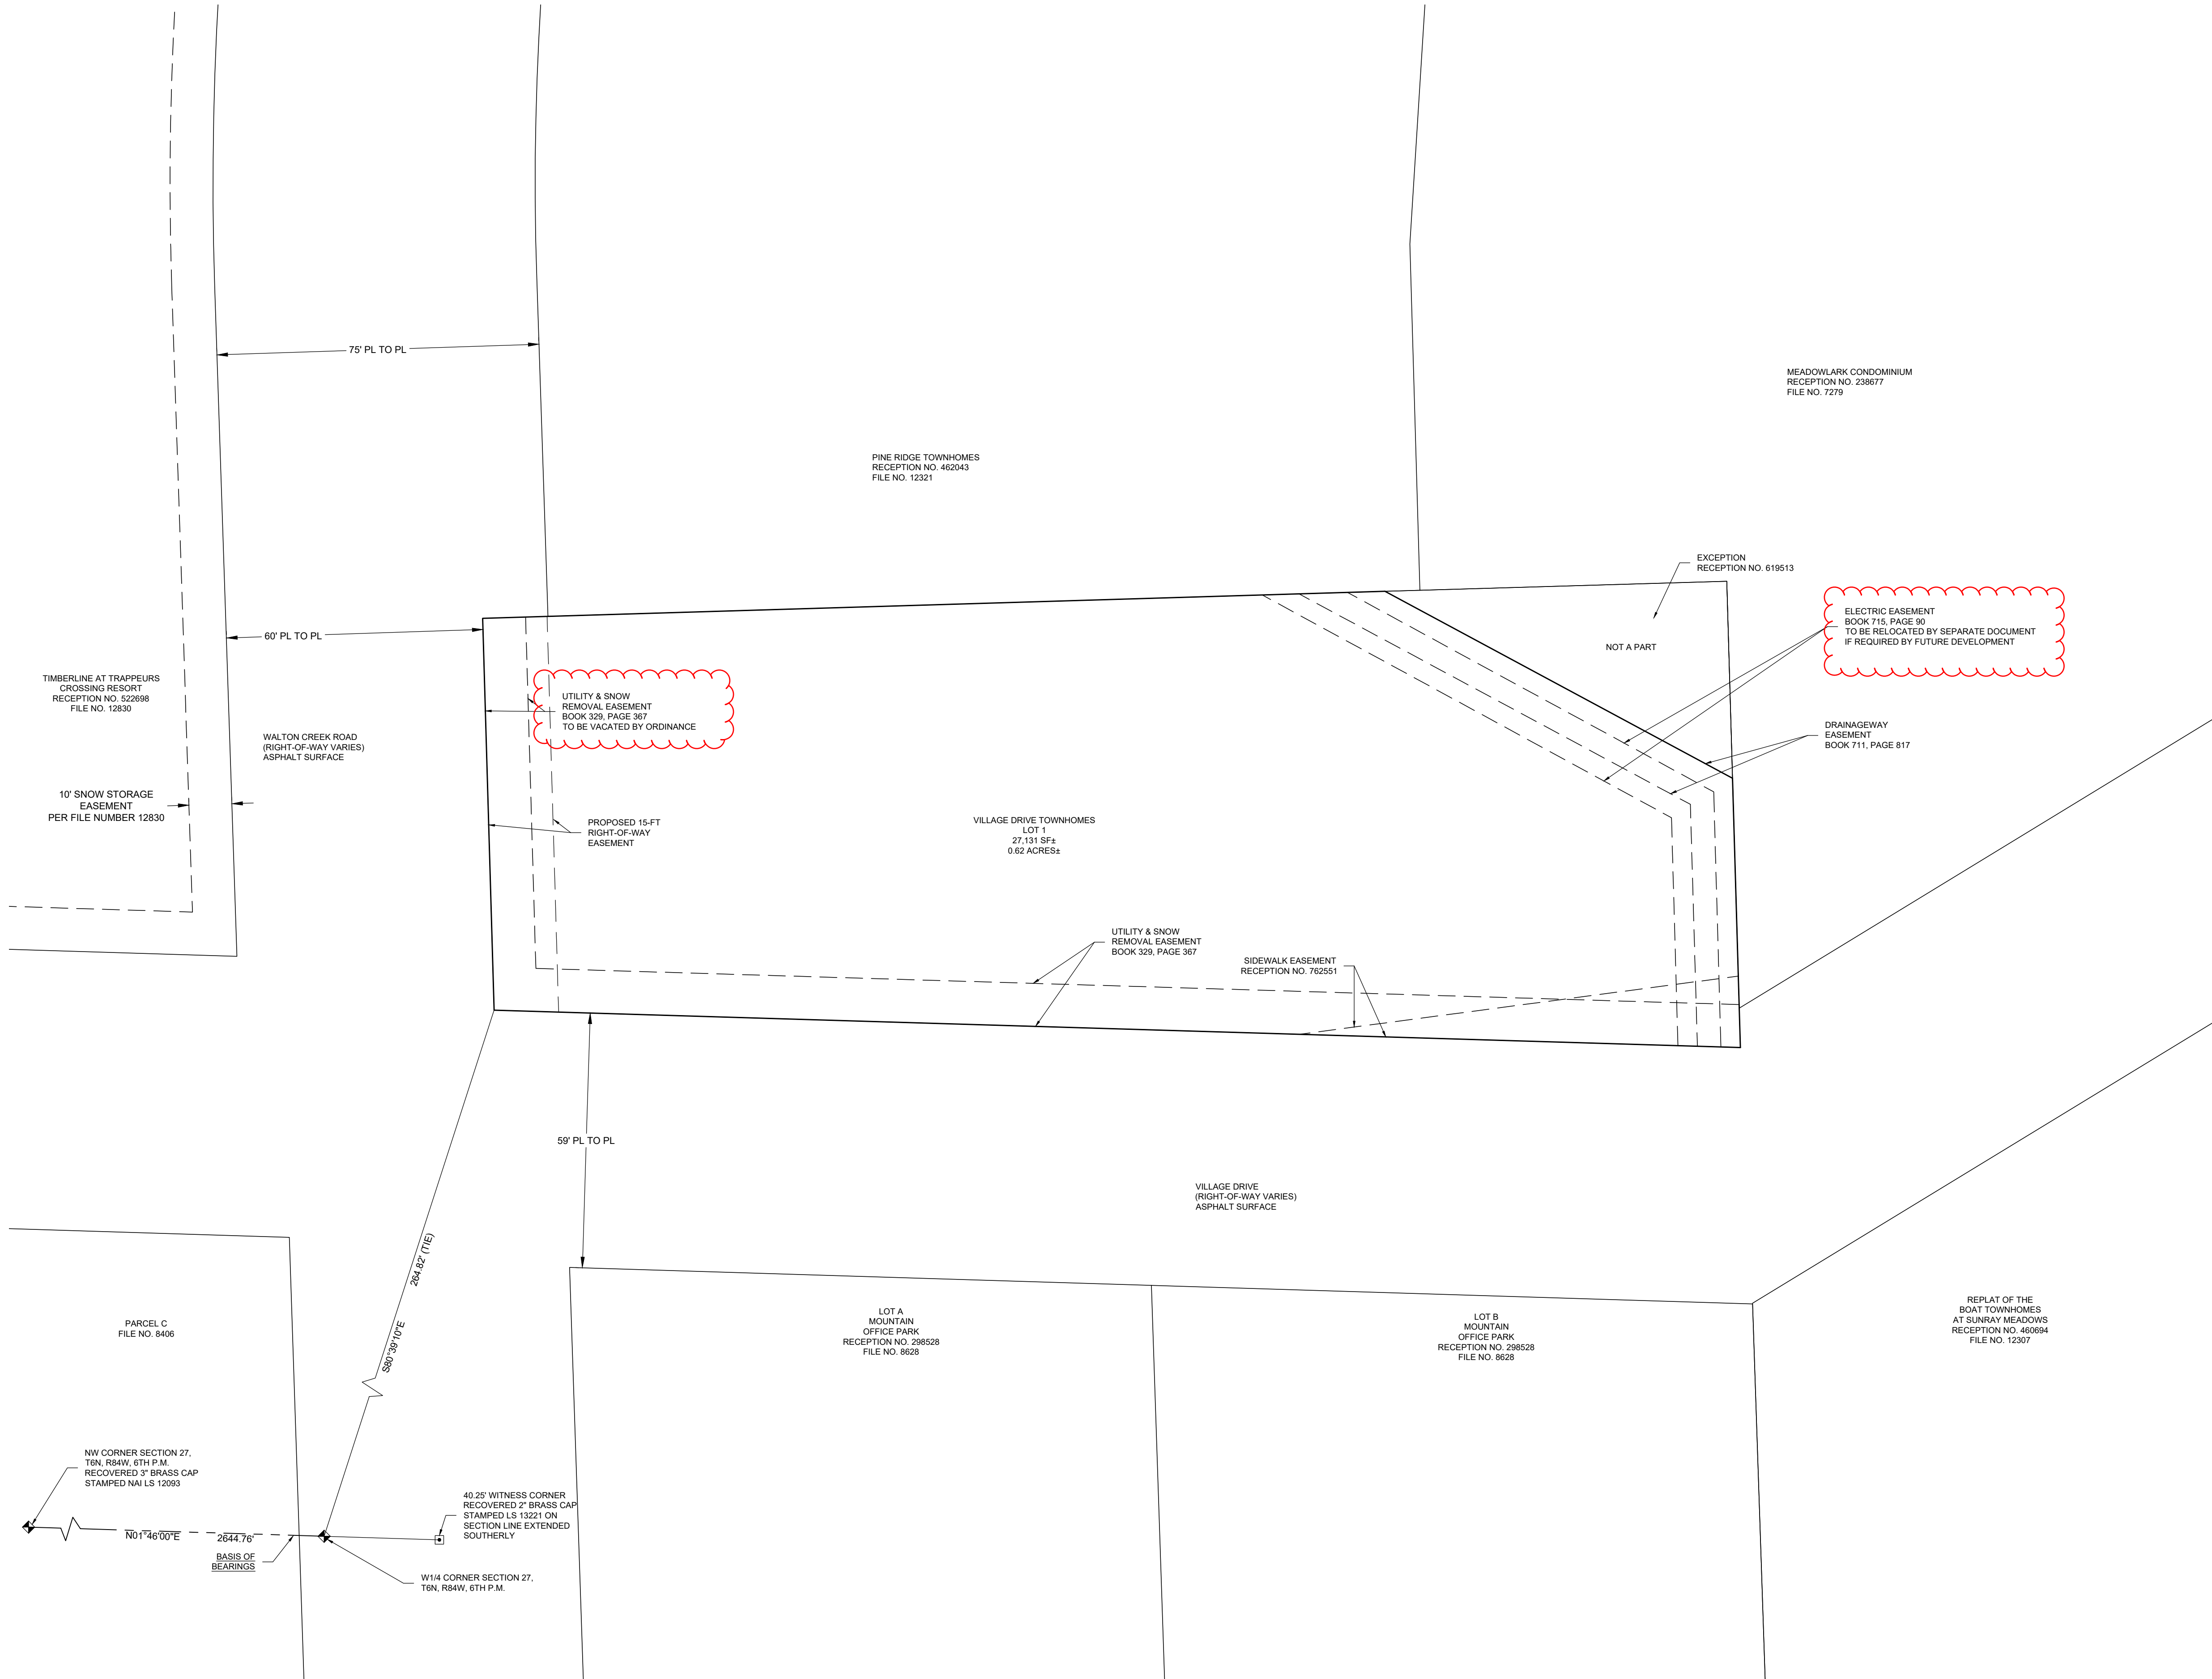 75' PL TO PL
MEADOWLARK CONDOMINIUM
RECEPTION NO. 238677
FILE NO. 7279
PINE RIDGE TOWNHOMES
RECEPTION NO. 462043
FILE NO. 12321
EXCEPTION
RECEPTION NO. 619513
ELECTRIC EASEMENT
BOOK 715, PAGE 90
TO BE RELOCATED BY SEPARATE DOCUMENT
IF REQUIRED BY FUTURE DEVELOPMENT
60' PL TO PL
NOT A PART
TIMBERLINE AT TRAPPEURS
CROSSING RESORT
RECEPTION NO. 522698
FILE NO. 12830
UTILITY & SNOW
REMOVAL EASEMENT
BOOK 329, PAGE 367
TO BE VACATED BY ORDINANCE
WALTON CREEK ROAD
(RIGHT-OF-WAY VARIES)
ASPHALT SURFACE
DRAINAGEWAY
EASEMENT
BOOK 711, PAGE 817
10' SNOW STORAGE
EASEMENT
PER FILE NUMBER 12830
PROPOSED 15-FT
RIGHT-OF-WAY
EASEMENT
VILLAGE DRIVE TOWNHOMES
LOT 1
27,131 SF±
0.62 ACRES±
UTILITY & SNOW
REMOVAL EASEMENT
BOOK 329, PAGE 367
SIDEWALK EASEMENT
RECEPTION NO. 762551
59' PL TO PL
VILLAGE DRIVE
(RIGHT-OF-WAY VARIES)
ASPHALT SURFACE
S80°39'10"E
264.82' (TIE)
PARCEL C
FILE NO. 8406
LOT A
MOUNTAIN
OFFICE PARK
RECEPTION NO. 298528
FILE NO. 8628
LOT B
MOUNTAIN
OFFICE PARK
RECEPTION NO. 298528
FILE NO. 8628
REPLAT OF THE
BOAT TOWNHOMES
AT SUNRAY MEADOWS
RECEPTION NO. 460694
FILE NO. 12307
NW CORNER SECTION 27,
T6N, R84W, 6TH P.M.
RECOVERED 3" BRASS CAP
STAMPED NAI LS 12093
40.25' WITNESS CORNER
RECOVERED 2" BRASS CAP
STAMPED LS 13221 ON
SECTION LINE EXTENDED
SOUTHERLY
N01°46'00"E 2644.76'
BASIS OF
BEARINGS
W1/4 CORNER SECTION 27,
T6N, R84W, 6TH P.M.